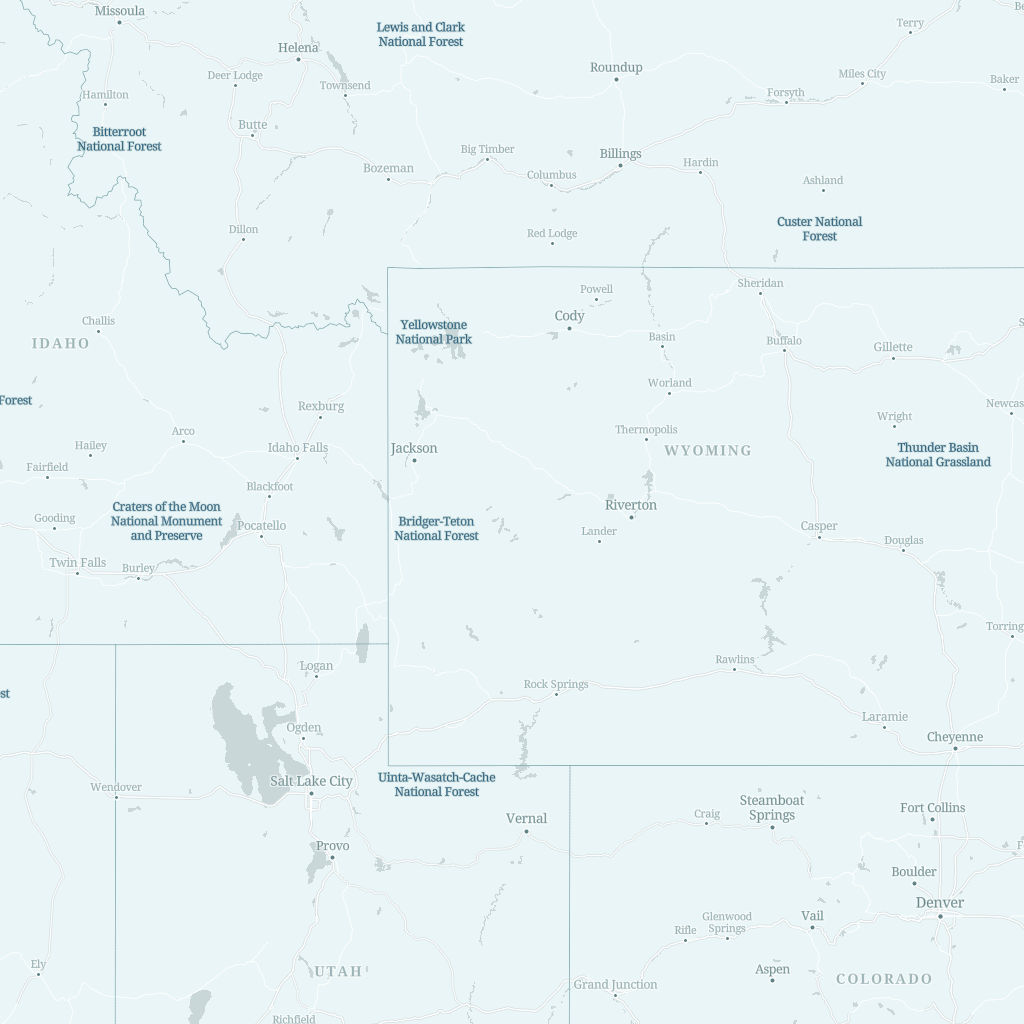 Missoula
Lewis and Clark
National Forest
Terry
Helena
Roundup
Deer Lodge
Townsend
Miles City
Baker
Hamilton
Forsyth
Butte
Bitterroot
National Forest
Big Timber
Billings
Bozeman
Columbus
Hardin
Ashland
Dillon
Red Lodge
Custer National
Forest
Powell
Sheridan
Challis
Cody
Yellowstone
National Park
IDAHO
Basin
Buffalo
Gillette
Worland
Forest
Rexburg
Newcas
Arco
Wright
Hailey
Idaho Falls
Jackson
Thermopolis
WYOMING
Thunder Basin
National Grassland
Fairfield
Blackfoot
Craters of the Moon
National Monument
and Preserve
Riverton
Gooding
Pocatello
Bridger-Teton
National Forest
Lander
Casper
Douglas
Twin Falls
Burley
Torring
Logan
Rawlins
Rock Springs
st
Ogden
Laramie
Cheyenne
Salt Lake City
Uinta-Wasatch-Cache
National Forest
Wendover
Vernal
Craig
Steamboat
Springs
Fort Collins
Provo
Boulder
Denver
Glenwood
Springs
Vail
Rifle
Ely
UTAH
Aspen
COLORADO
Grand Junction
Richfield